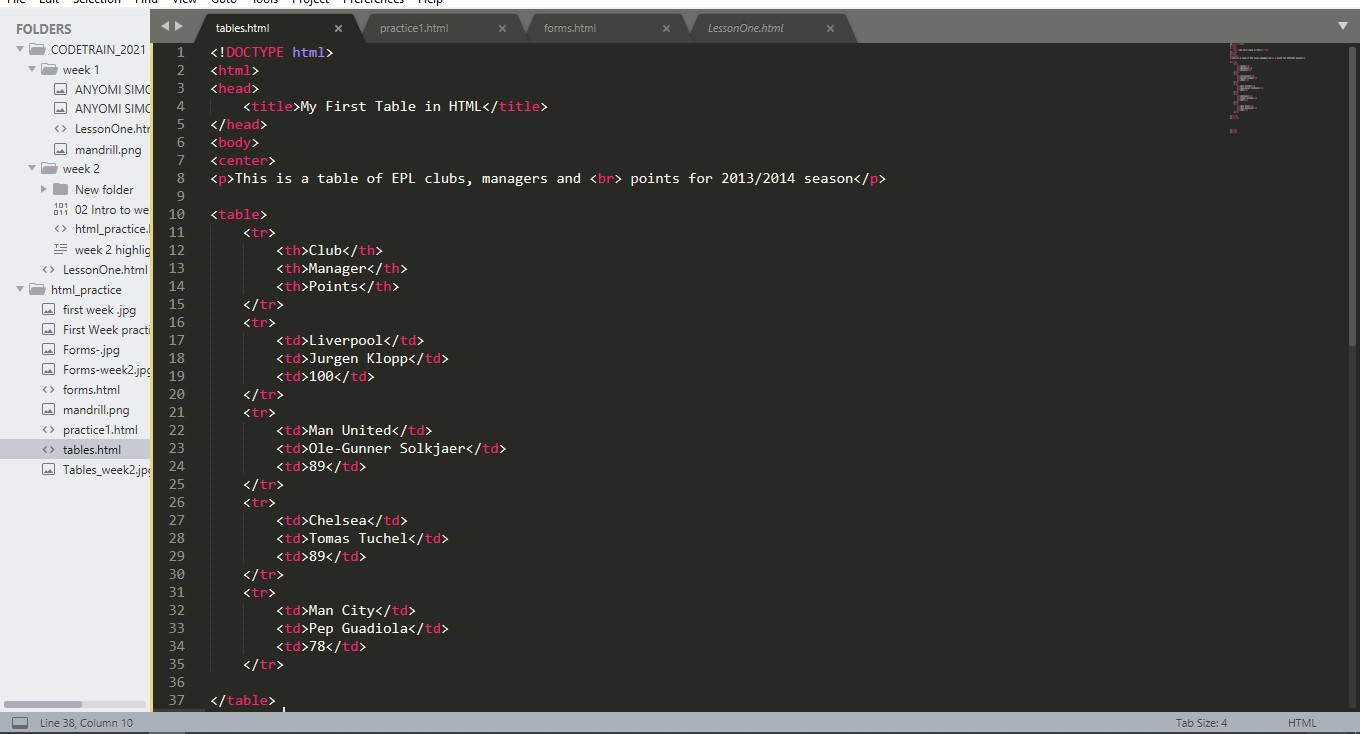 File Edit Selection Find View Goto Tools Project Preferences Help
FOLDERS
CODETRAIN_2021
week 1
ANYOMI SIMO
ANYOMI SIMO
LessonOne.htm
mandrill.png
week 2
New folder
02 Intro to we
html_practice.
week 2 highlig
LessonOne.html
html_practice
first week .jpg
First Week practi
Forms-.jpg
Forms-week2.jpg
forms.html
mandrill.png
practice1.html
tables.html
Tables_week2.jpg
tables.html × practice1.html × forms.html × LessonOne.html ×
1 <!DOCTYPE html>
2 <html>
3 <head>
4 <title>My First Table in HTML</title>
5 </head>
6 <body>
7 <center>
8 <p>This is a table of EPL clubs, managers and <br> points for 2013/2014 season</p>
9
10 <table>
11 <tr>
12 <th>Club</th>
13 <th>Manager</th>
14 <th>Points</th>
15 </tr>
16 <tr>
17 <td>Liverpool</td>
18 <td>Jurgen Klopp</td>
19 <td>100</td>
20 </tr>
21 <tr>
22 <td>Man United</td>
23 <td>Ole-Gunner Solkjaer</td>
24 <td>89</td>
25 </tr>
26 <tr>
27 <td>Chelsea</td>
28 <td>Tomas Tuchel</td>
29 <td>89</td>
30 </tr>
31 <tr>
32 <td>Man City</td>
33 <td>Pep Guadiola</td>
34 <td>78</td>
35 </tr>
36
37 </table>
Line 38, Column 10
Tab Size: 4
HTML